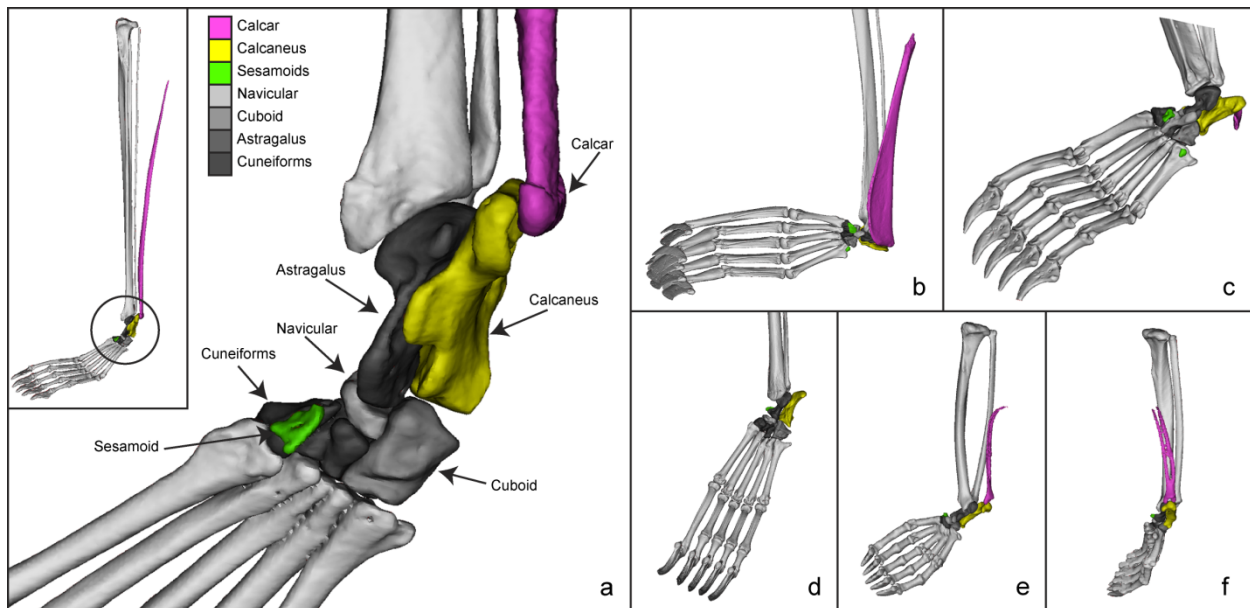 Calcar
Calcaneus
Sesamoids
Navicular
Cuboid
Astragalus
Cuneiforms
Calcar
Astragalus
Navicular
Calcaneus
Cuneiforms
Sesamoid
Cuboid
a
b
c
d
e
f